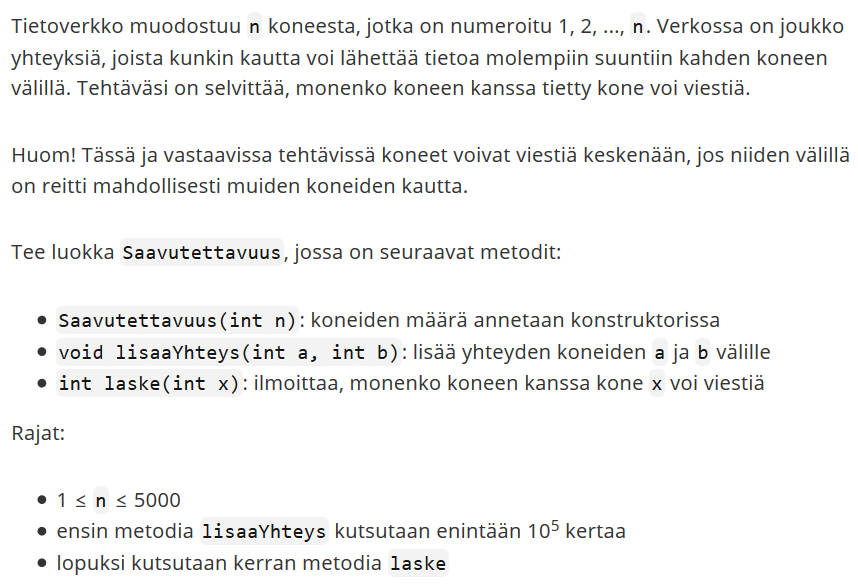 Tietoverkko muodostuu n koneesta, jotka on numeroitu 1, 2, ..., n. Verkossa on joukko
yhteyksiä, joista kunkin kautta voi lähettää tietoa molempiin suuntiin kahden koneen
välillä. Tehtäväsi on selvittää, monenko koneen kanssa tietty kone voi viestiä.
Huom! Tässä ja vastaavissa tehtävissä koneet voivat viestiä keskenään, jos niiden välillä
on reitti mahdollisesti muiden koneiden kautta.
Tee luokka Saavutettavuus, jossa on seuraavat metodit:
• Saavutettavuus(int n): koneiden määrä annetaan konstruktorissa
• void lisaaYhteys(int a, int b): lisää yhteyden koneiden a ja b välille
• int laske(int x): ilmoittaa, monenko koneen kanssa kone x voi viestiä
Rajat:
• 1 ≤ n ≤ 5000
• ensin metodia lisaaYhteys kutsutaan enintään 10⁵ kertaa
• lopuksi kutsutaan kerran metodia laske